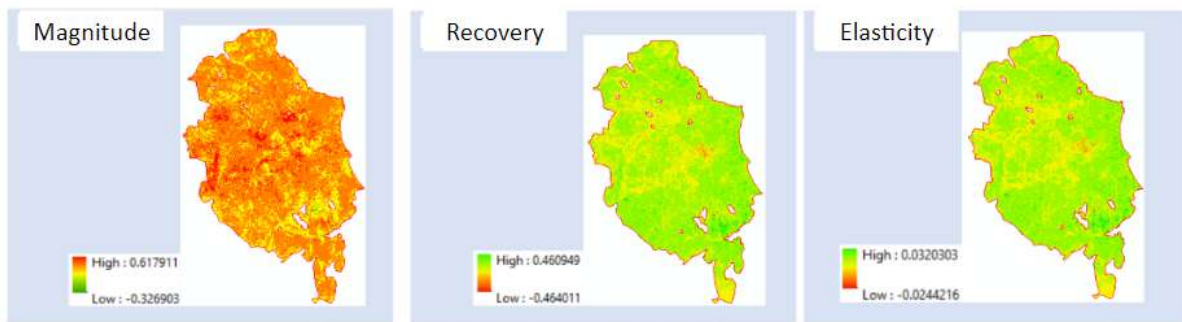 Magnitude
High : 0.617911
Low : -0.326903
Recovery
High : 0.460949
Low : -0.464011
Elasticity
High : 0.0320303
Low : -0.0244216